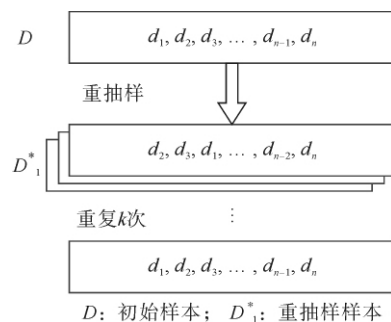 D
d₁, d₂, d₃, … , dₙ₋₁, dₙ
重抽样
D*₁
d₂, d₃, d₁, … , dₙ₋₂, dₙ
重复k次
⋮
d₁, d₂, d₃, … , dₙ₋₁, dₙ
D：初始样本； D*₁：重抽样样本